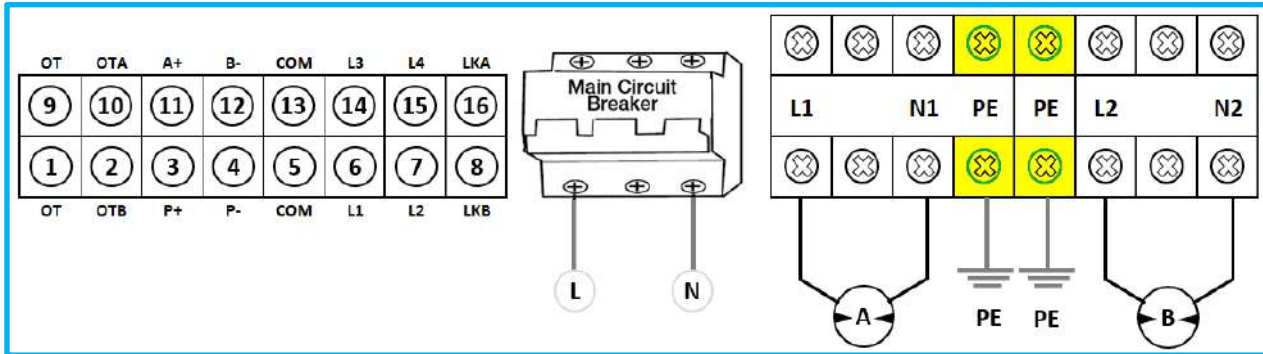 OT OTA A+ B- COM L3 L4 LKA
9 10 11 12 13 14 15 16
1 2 3 4 5 6 7 8
OT OTB P+ P- COM L1 L2 LKB
Main Circuit
Breaker
L N
L1 N1 PE PE L2 N2
A PE PE B